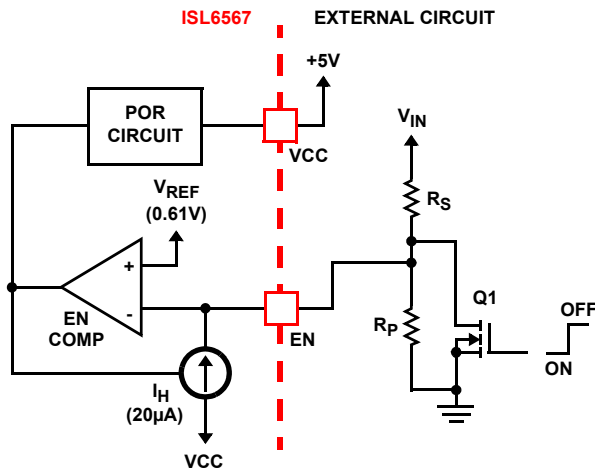 ISL6567
EXTERNAL CIRCUIT
+5V
POR
CIRCUIT
VCC
VIN
RS
VREF
(0.61V)
+
-
EN
COMP
EN
RP
Q1
OFF
ON
IH
(20µA)
VCC